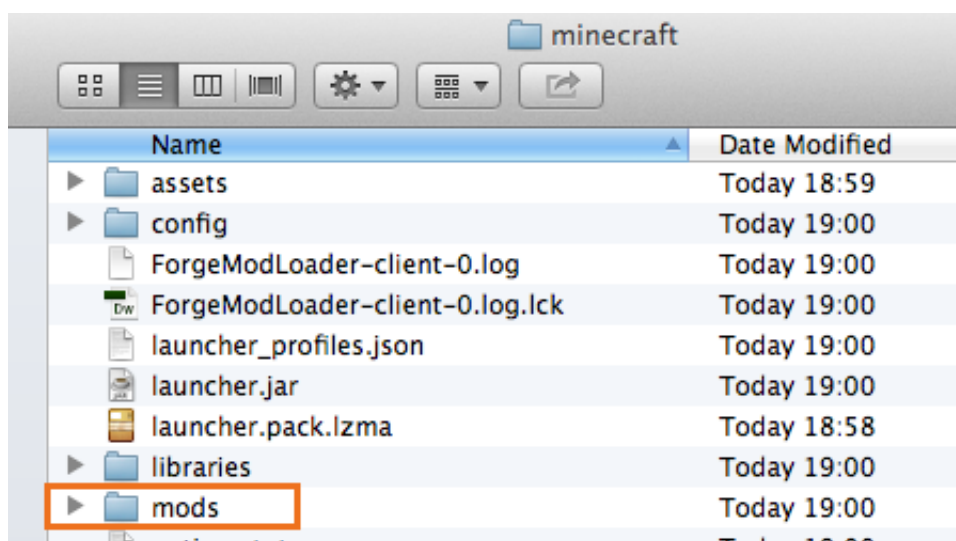 minecraft
Name Date Modified
assets Today 18:59
config Today 19:00
ForgeModLoader-client-0.log Today 19:00
Dw ForgeModLoader-client-0.log.lck Today 19:00
launcher_profiles.json Today 19:00
launcher.jar Today 19:00
launcher.pack.lzma Today 18:58
libraries Today 19:00
mods Today 19:00